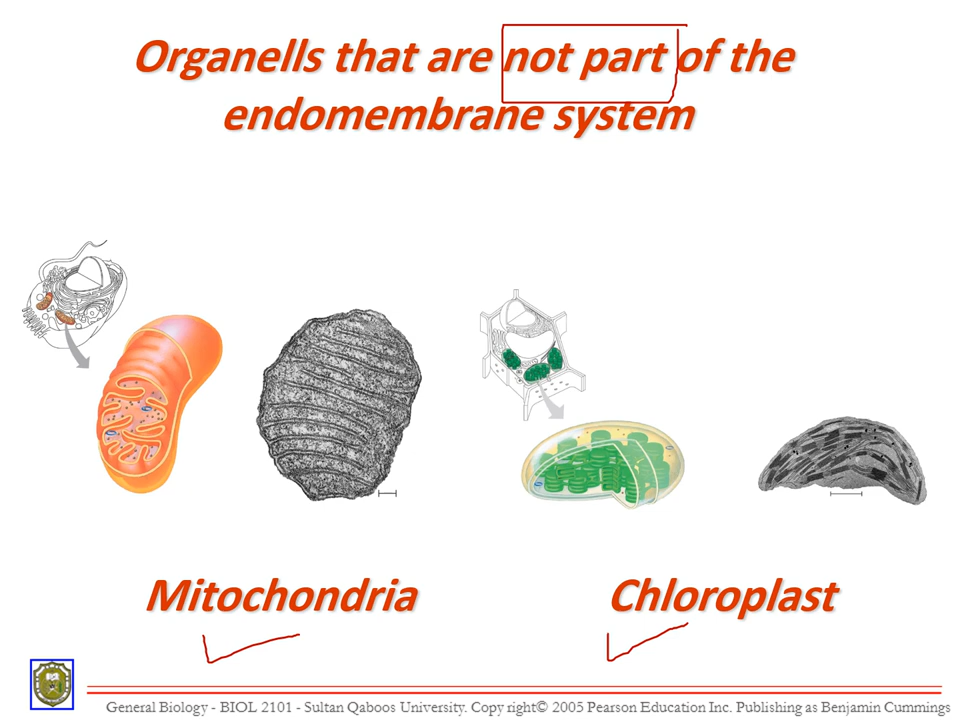 Organells that are not part of the
endomembrane system
Mitochondria
Chloroplast
General Biology - BIOL 2101 - Sultan Qaboos University. Copy right© 2005 Pearson Education Inc. Publishing as Benjamin Cummings